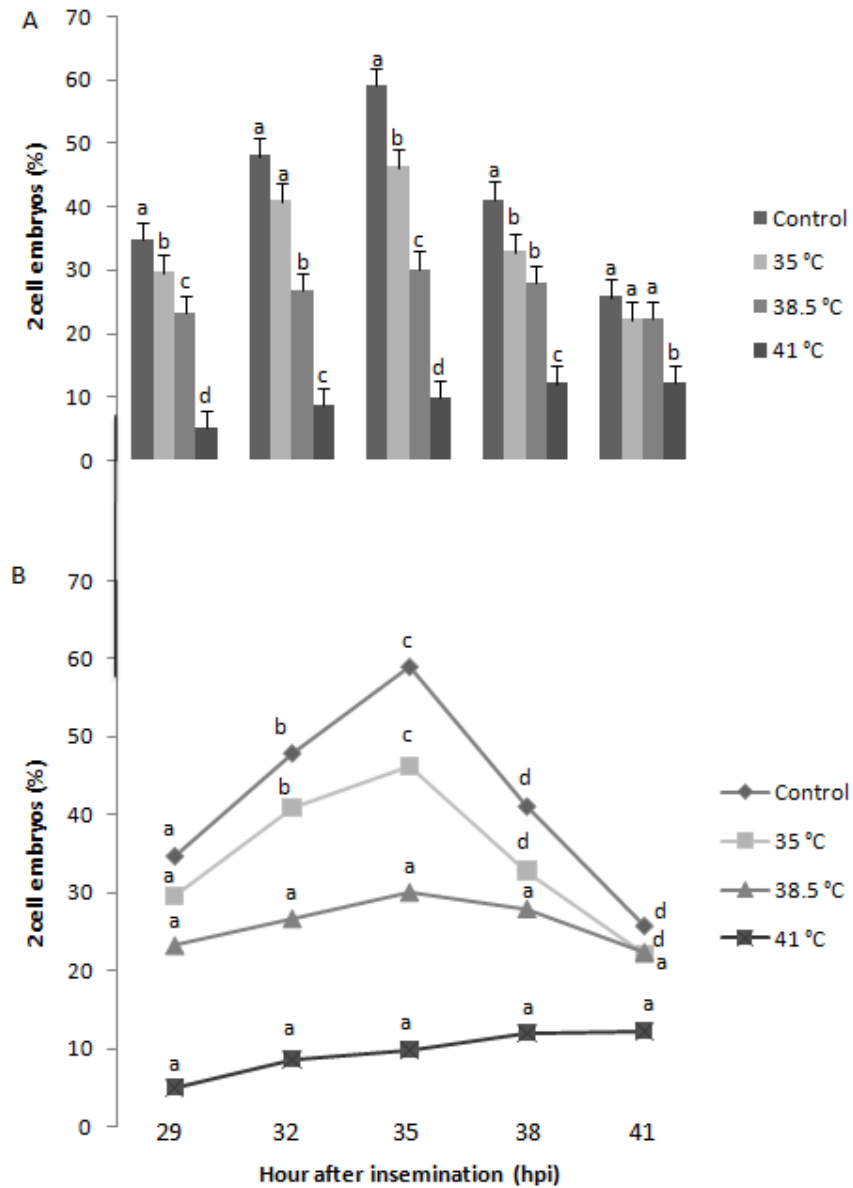 A
70
60
50
40
30
20
10
0
2cell embryos (%)
a b c d
a a b c
a b c d
a b b c
a a a b
Control
35 °C
38.5 °C
41 °C
B
70
60
50
40
30
20
10
0
2cell embryos (%)
a b c d d
a b c d d
a a a a a
a a a a a
Control
35 °C
38.5 °C
41 °C
29 32 35 38 41
Hour after insemination (hpi)